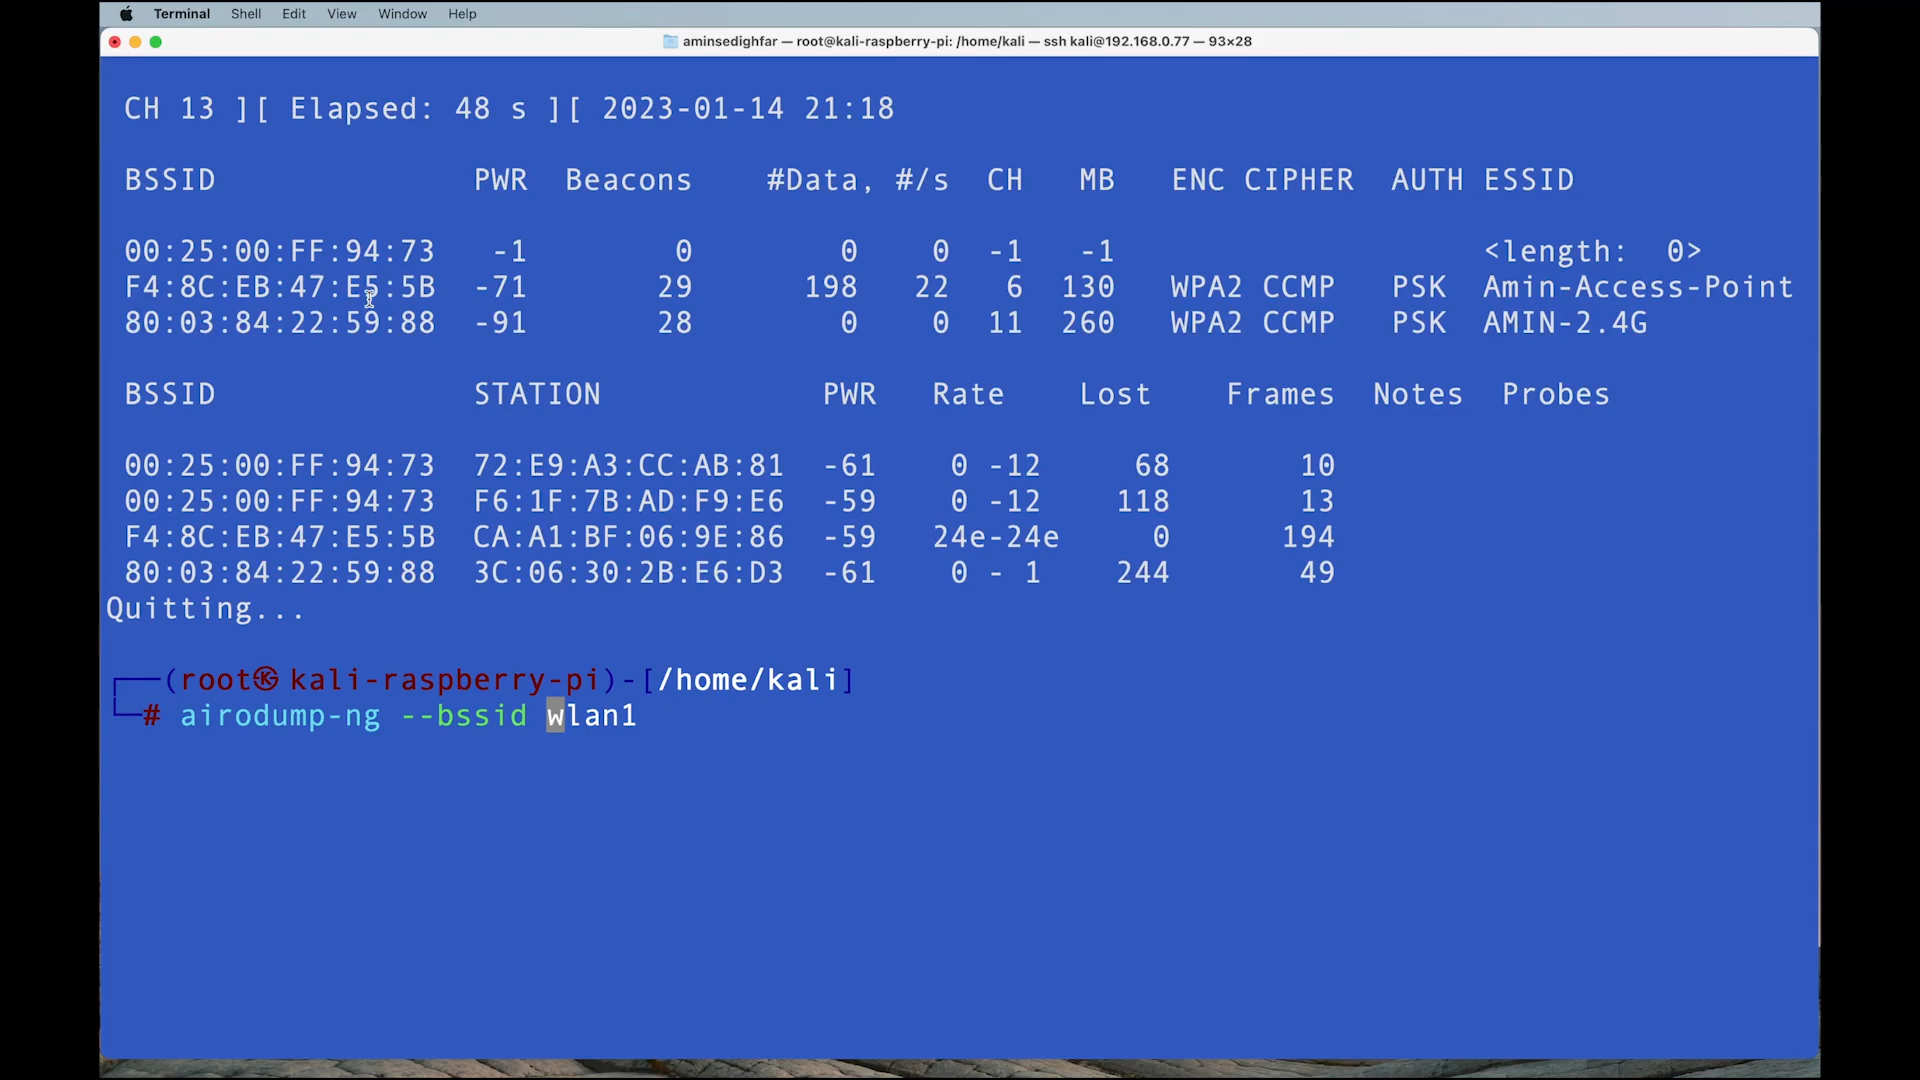 Terminal Shell Edit View Window Help
aminsedighfar — root@kali-raspberry-pi: /home/kali — ssh kali@192.168.0.77 — 93×28
CH 13 ][ Elapsed: 48 s ][ 2023-01-14 21:18
BSSID PWR Beacons #Data, #/s CH MB ENC CIPHER AUTH ESSID
00:25:00:FF:94:73 -1 0 0 0 -1 -1 <length: 0>
F4:8C:EB:47:E5:5B -71 29 198 22 6 130 WPA2 CCMP PSK Amin-Access-Point
80:03:84:22:59:88 -91 28 0 0 11 260 WPA2 CCMP PSK AMIN-2.4G
BSSID STATION PWR Rate Lost Frames Notes Probes
00:25:00:FF:94:73 72:E9:A3:CC:AB:81 -61 0 -12 68 10
00:25:00:FF:94:73 F6:1F:7B:AD:F9:E6 -59 0 -12 118 13
F4:8C:EB:47:E5:5B CA:A1:BF:06:9E:86 -59 24e-24e 0 194
80:03:84:22:59:88 3C:06:30:2B:E6:D3 -61 0 - 1 244 49
Quitting...
┌──(root㉿kali-raspberry-pi)-[/home/kali]
└─# airodump-ng --bssid wlan1